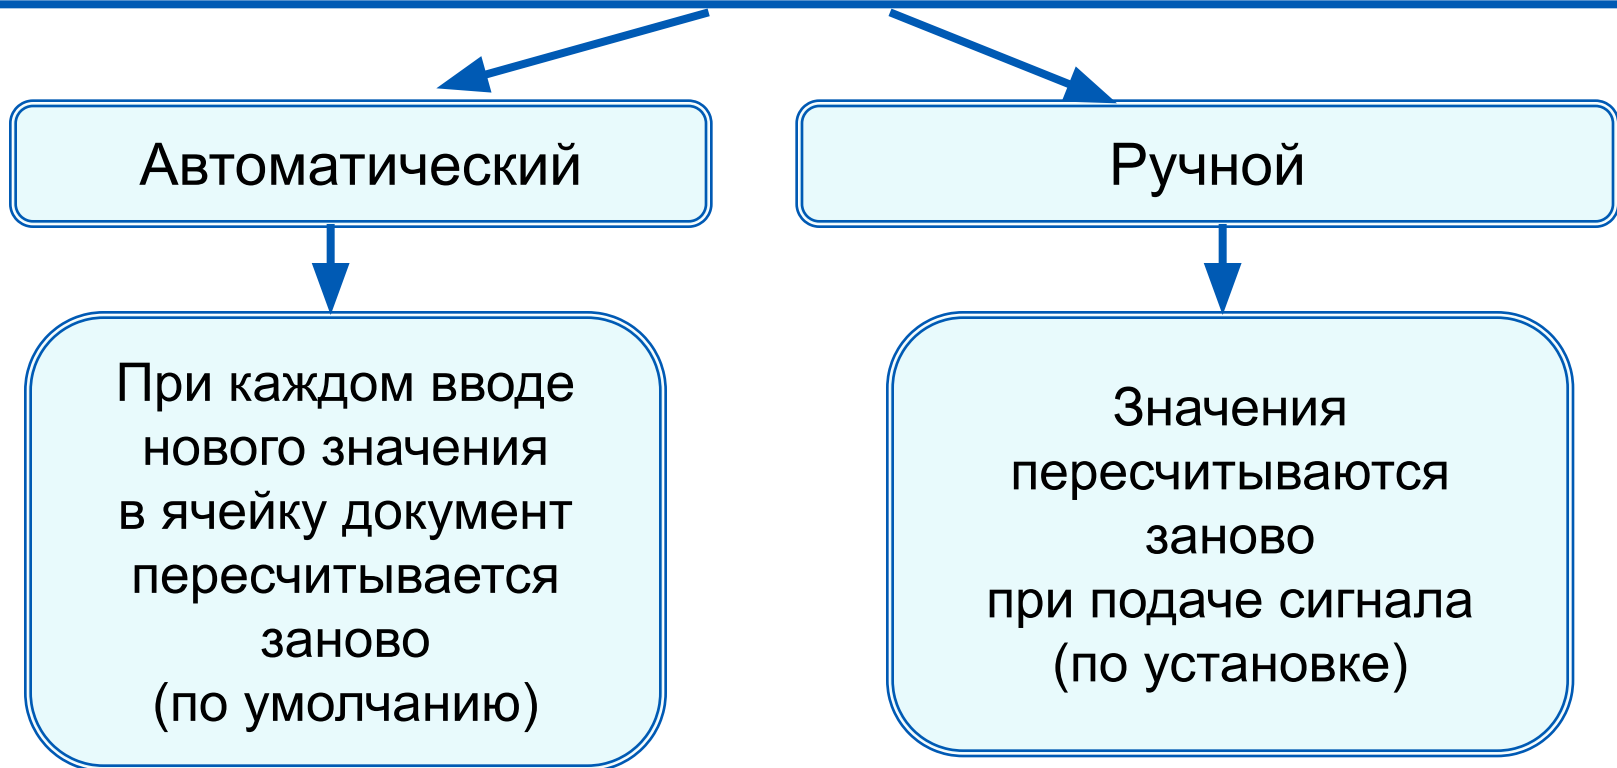 Автоматический
Ручной
При каждом вводе
нового значения
в ячейку документ
пересчитывается
заново
(по умолчанию)
Значения
пересчитываются
заново
при подаче сигнала
(по установке)